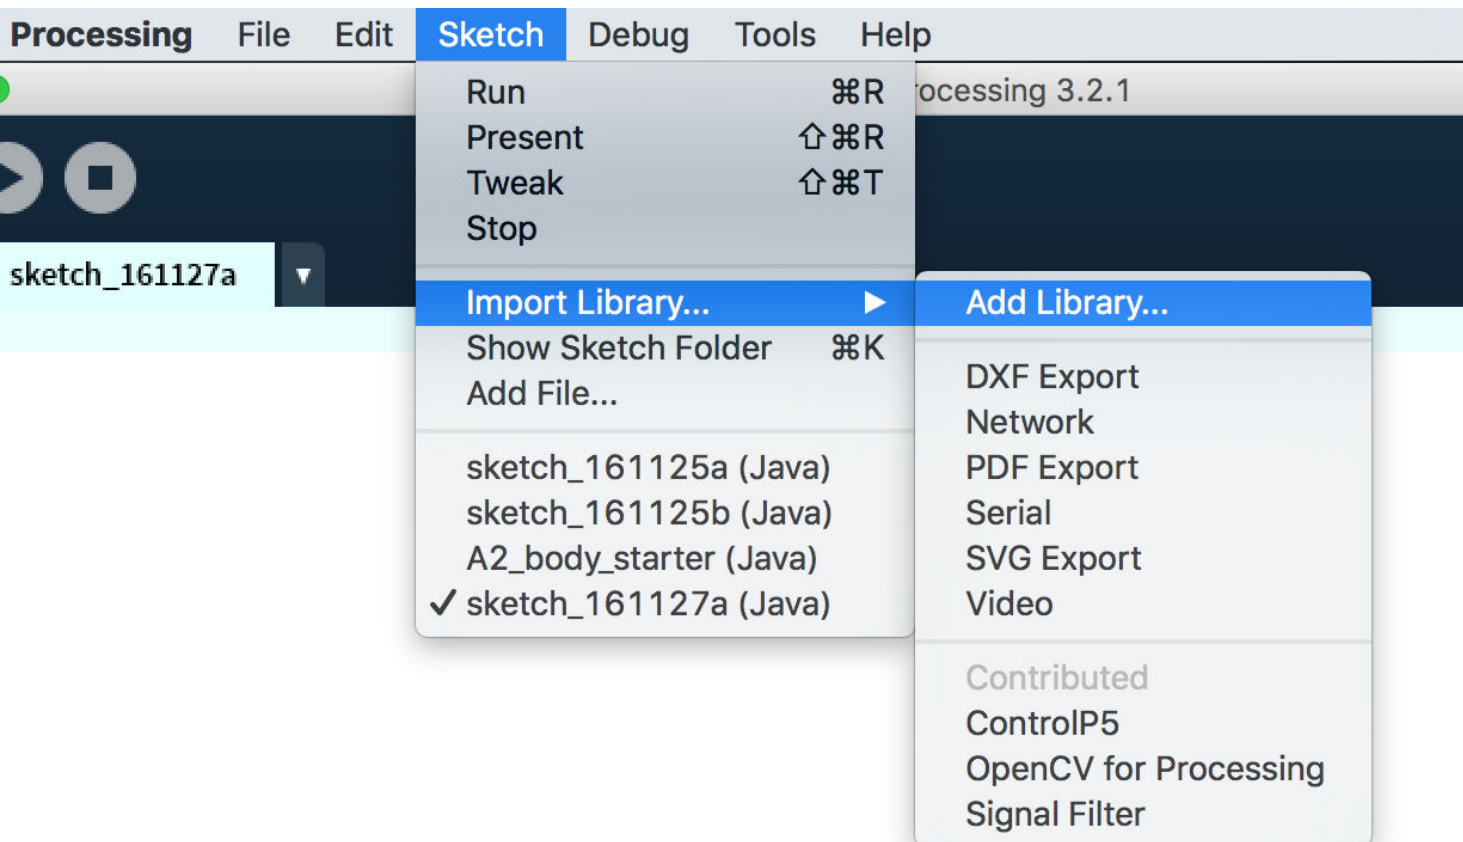 Processing File Edit Sketch Debug Tools Help
ocessing 3.2.1
Run ⌘R
Present ⇧⌘R
Tweak ⇧⌘T
Stop
sketch_161127a
Import Library...
Show Sketch Folder ⌘K
Add File...
sketch_161125a (Java)
sketch_161125b (Java)
A2_body_starter (Java)
✓ sketch_161127a (Java)
Add Library...
DXF Export
Network
PDF Export
Serial
SVG Export
Video
Contributed
ControlP5
OpenCV for Processing
Signal Filter